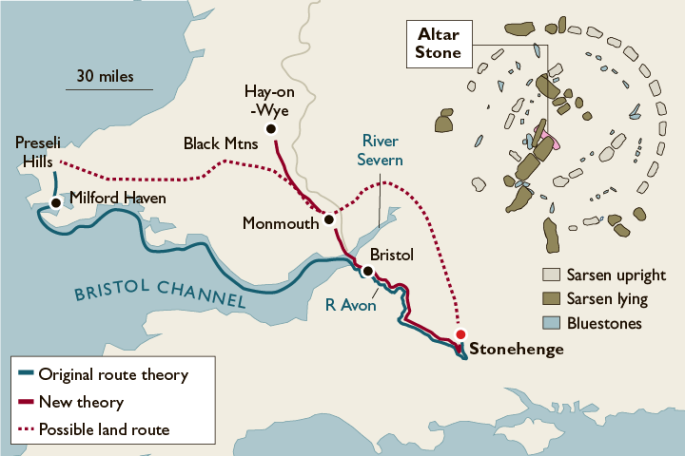 Altar
Stone
30 miles
Hay-on
-Wye
Preseli
Hills
Black Mtns
River
Severn
Milford Haven
Monmouth
Bristol
BRISTOL CHANNEL
R Avon
Stonehenge
Sarsen upright
Sarsen lying
Bluestones
Original route theory
New theory
Possible land route